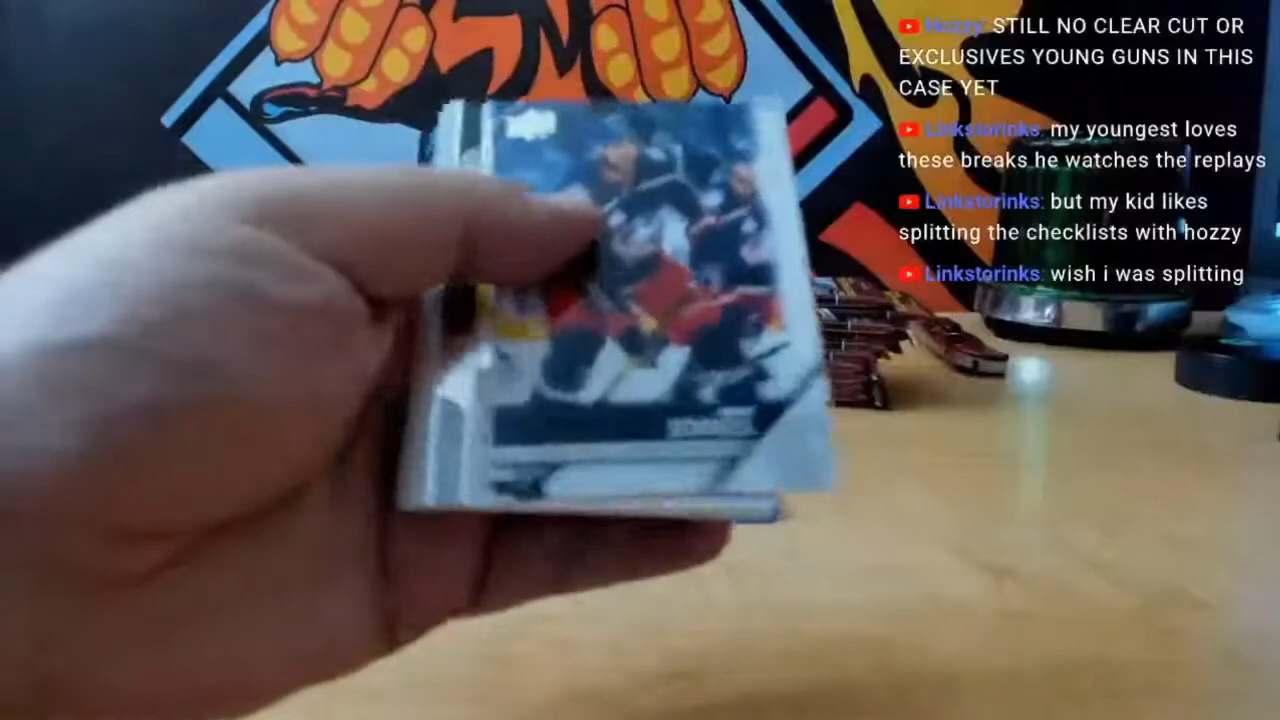 Hozzy: STILL NO CLEAR CUT OR
EXCLUSIVES YOUNG GUNS IN THIS
CASE YET
Linkstorinks: my youngest loves
these breaks he watches the replays
Linkstorinks: but my kid likes
splitting the checklists with hozzy
Linkstorinks: wish i was splitting